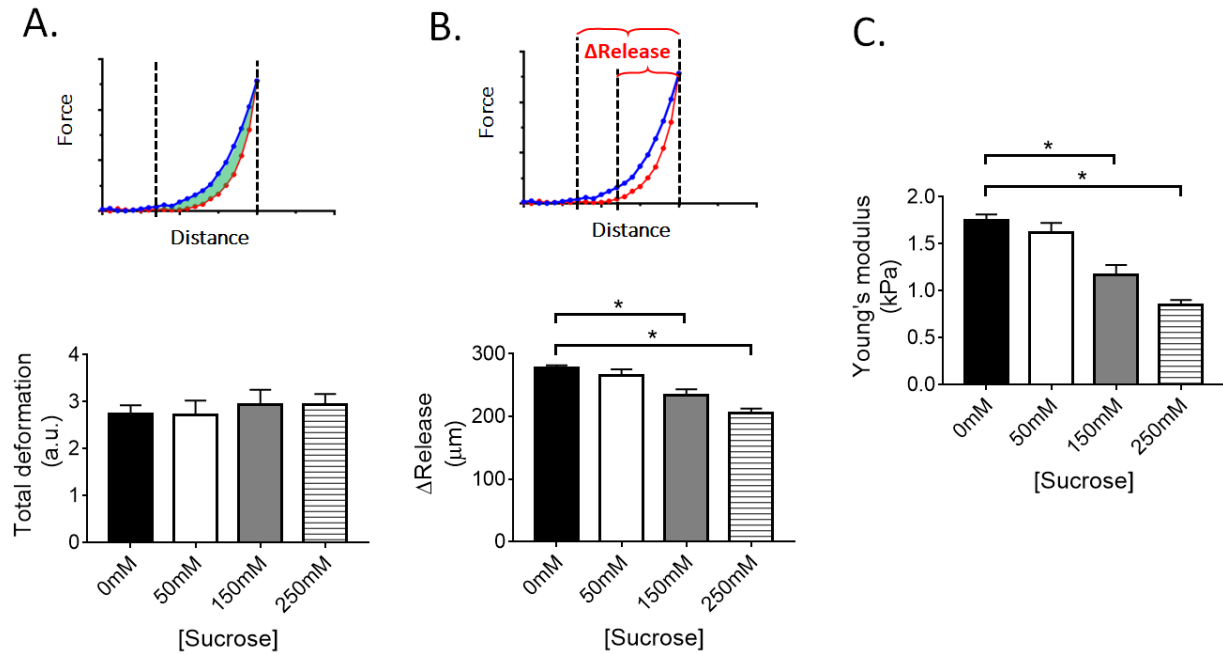 A.
Force
Distance
Total deformation
(a.u.)
4
3
2
1
0
0mM
50mM
150mM
250mM
[Sucrose]
B.
ΔRelease
Force
Distance
*
*
ΔRelease
(μm)
300
200
100
0
0mM
50mM
150mM
250mM
[Sucrose]
C.
*
*
Young's modulus
(kPa)
2.0
1.5
1.0
0.5
0.0
0mM
50mM
150mM
250mM
[Sucrose]